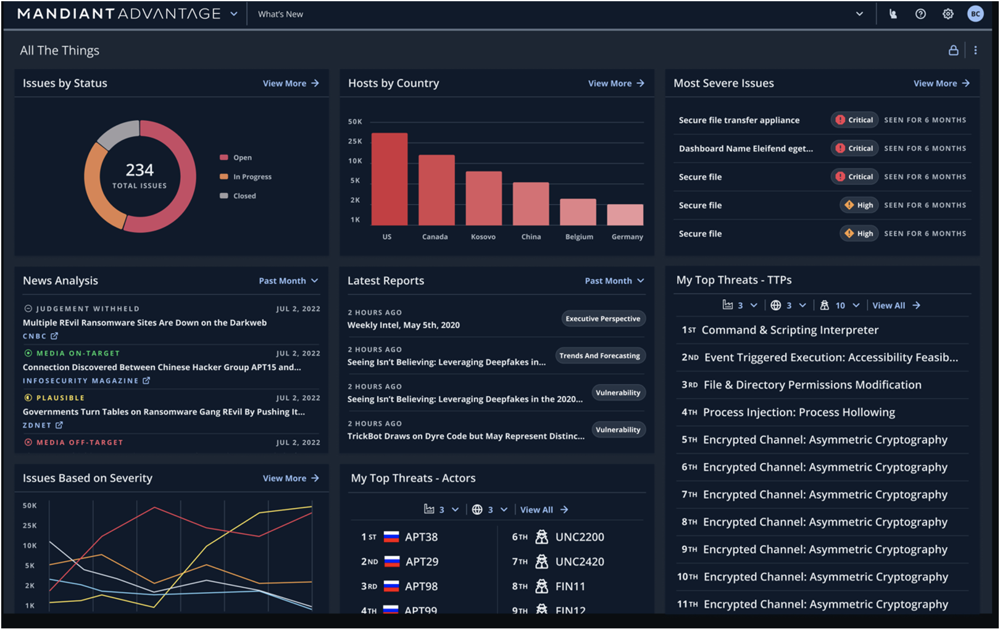 MANDIANT ADVANTAGE
What's New
BC
All The Things
Issues by Status
View More
234
TOTAL ISSUES
Open
In Progress
Closed
Hosts by Country
View More
50K
25K
10K
5K
2K
1K
US Canada Kosovo China Belgium Germany
Most Severe Issues
View More
Secure file transfer appliance Critical SEEN FOR 6 MONTHS
Dashboard Name Eleifend eget... Critical SEEN FOR 6 MONTHS
Secure file Critical SEEN FOR 6 MONTHS
Secure file High SEEN FOR 6 MONTHS
Secure file High SEEN FOR 6 MONTHS
News Analysis
Past Month
JUDGEMENT WITHHELD JUL 2, 2022
Multiple REvil Ransomware Sites Are Down on the Darkweb
CNBC
MEDIA ON-TARGET JUL 2, 2022
Connection Discovered Between Chinese Hacker Group APT15 and...
INFOSECURITY MAGAZINE
PLAUSIBLE JUL 2, 2022
Governments Turn Tables on Ransomware Gang REvil By Pushing It...
ZDNET
MEDIA OFF-TARGET JUL 2, 2022
Latest Reports
Past Month
2 HOURS AGO
Weekly Intel, May 5th, 2020
Executive Perspective
2 HOURS AGO
Seeing Isn't Believing: Leveraging Deepfakes in...
Trends And Forecasting
2 HOURS AGO
Seeing Isn't Believing: Leveraging Deepfakes in the 2020...
Vulnerability
2 HOURS AGO
TrickBot Draws on Dyre Code but May Represent Distinc...
Vulnerability
My Top Threats - TTPs
3 3 10 View All
1ST Command & Scripting Interpreter
2ND Event Triggered Execution: Accessibility Feasib...
3RD File & Directory Permissions Modification
4TH Process Injection: Process Hollowing
5TH Encrypted Channel: Asymmetric Cryptography
6TH Encrypted Channel: Asymmetric Cryptography
7TH Encrypted Channel: Asymmetric Cryptography
8TH Encrypted Channel: Asymmetric Cryptography
9TH Encrypted Channel: Asymmetric Cryptography
10TH Encrypted Channel: Asymmetric Cryptography
11TH Encrypted Channel: Asymmetric Cryptography
Issues Based on Severity
View More
50K
25K
10K
5K
2K
1K
My Top Threats - Actors
3 3 View All
1ST APT38
2ND APT29
3RD APT98
4TH APT99
6TH UNC2200
7TH UNC2420
8TH FIN11
9TH FIN12